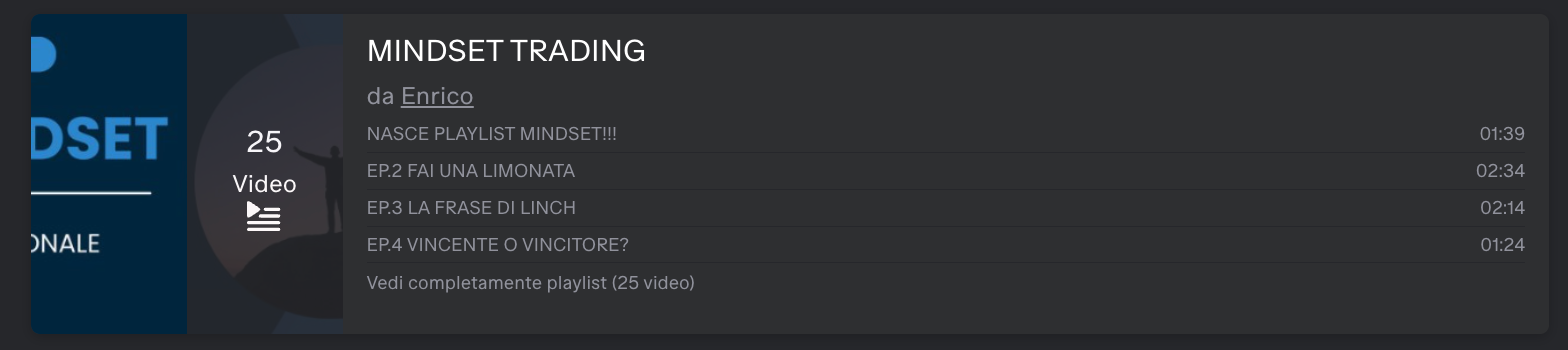 DSET
ONALE
25
Video
MINDSET TRADING
da Enrico
NASCE PLAYLIST MINDSET!!! 01:39
EP.2 FAI UNA LIMONATA 02:34
EP.3 LA FRASE DI LINCH 02:14
EP.4 VINCENTE O VINCITORE? 01:24
Vedi completamente playlist (25 video)